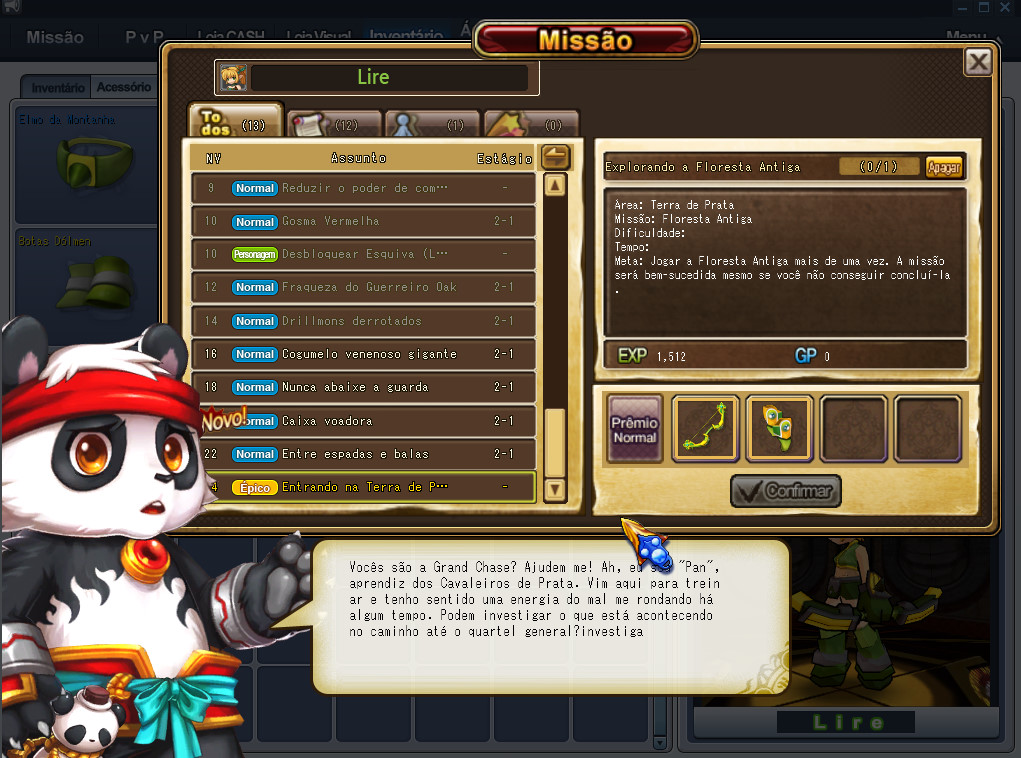 Missão
P v P
Loja CASH
Loja Visual
Inventário
Menu
Missão
Inventário
Acessório
Elmo da Montanha
Botas Dólmen
Lire
To
dos
(13)
(12)
(1)
(0)
NV Assunto Estágio
9 Normal Reduzir o poder de com··· -
10 Normal Gosma Vermelha 2-1
10 Personagem Desbloquear Esquiva (L··· -
12 Normal Fraqueza do Guerreiro Oak 2-1
14 Normal Drillmons derrotados 2-1
16 Normal Cogumelo venenoso gigante 2-1
18 Normal Nunca abaixe a guarda 2-1
Novo! Caixa voadora 2-1
22 Normal Entre espadas e balas 2-1
Épico Entrando na Terra de P··· -
Explorando a Floresta Antiga (0/1) Apagar
Área: Terra de Prata
Missão: Floresta Antiga
Dificuldade:
Tempo:
Meta: Jogar a Floresta Antiga mais de uma vez. A missão
será bem-sucedida mesmo se você não conseguir concluí-la
.
EXP 1,512 GP 0
Prêmio
Normal
Confirmar
Vocês são a Grand Chase? Ajudem me! Ah, eu "Pan",
aprendiz dos Cavaleiros de Prata. Vim aqui para trein
ar e tenho sentido uma energia do mal me rondando há
algum tempo. Podem investigar o que está acontecendo
no caminho até o quartel general?investiga
Lire